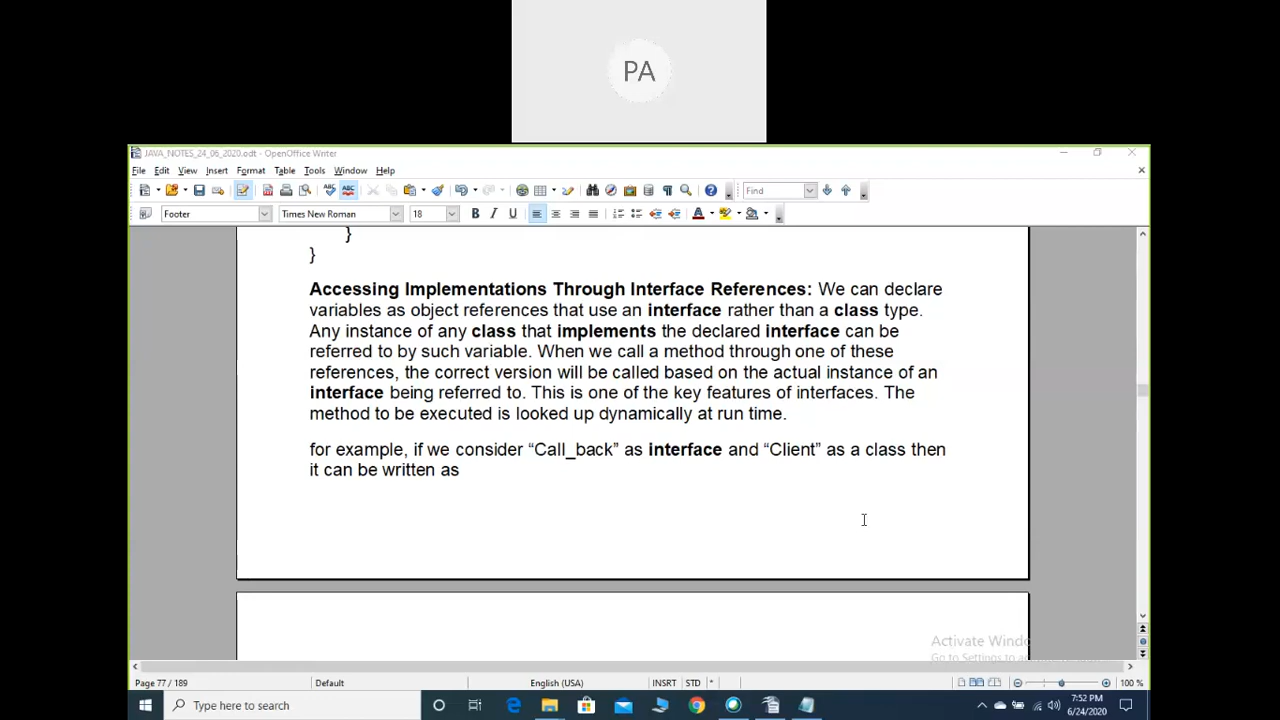 PA
JAVA_NOTES_24_06_2020.odt - OpenOffice Writer
File Edit View Insert Format Table Tools Window Help
Find
Footer Times New Roman 18 B I U
}
}
Accessing Implementations Through Interface References: We can declare
variables as object references that use an interface rather than a class type.
Any instance of any class that implements the declared interface can be
referred to by such variable. When we call a method through one of these
references, the correct version will be called based on the actual instance of an
interface being referred to. This is one of the key features of interfaces. The
method to be executed is looked up dynamically at run time.
for example, if we consider “Call_back” as interface and “Client” as a class then
it can be written as
Activate Windo
Go to Settings to a
Page 77 / 189 Default English (USA) INSRT STD * 100 %
Type here to search
7:52 PM
6/24/2020